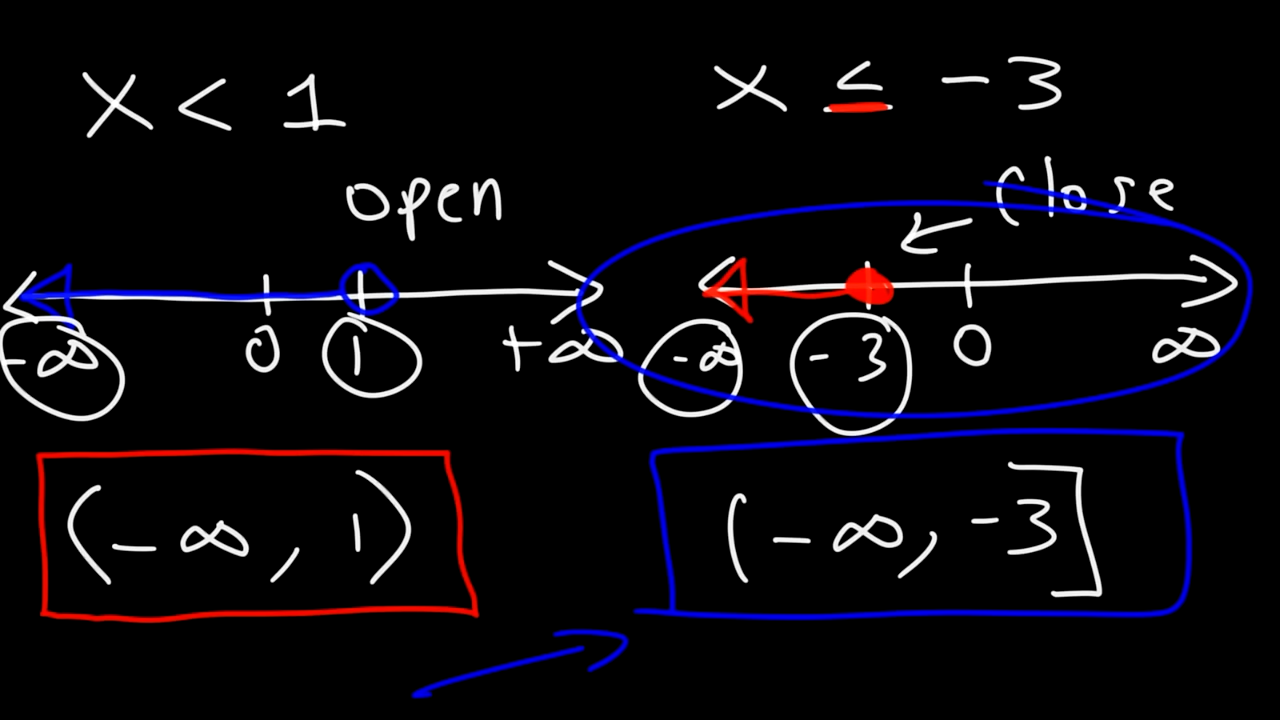 x < 1
open
-∞ 0 1 +∞
(-∞, 1)
x ≤ -3
close
-∞ -3 0 ∞
(-∞, -3]